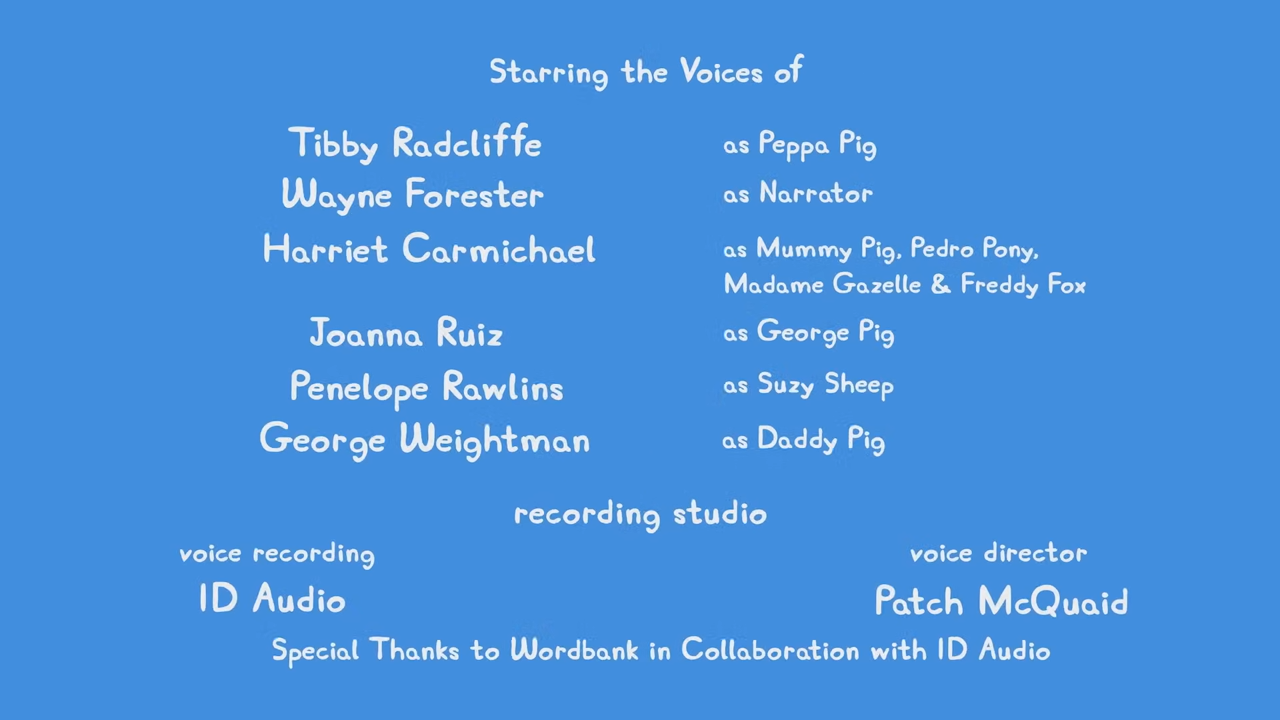 Starring the Voices of
Tibby Radcliffe as Peppa Pig
Wayne Forester as Narrator
Harriet Carmichael as Mummy Pig, Pedro Pony,
Madame Gazelle & Freddy Fox
Joanna Ruiz as George Pig
Penelope Rawlins as Suzy Sheep
George Weightman as Daddy Pig
recording studio
voice recording
ID Audio
voice director
Patch McQuaid
Special Thanks to Wordbank in Collaboration with ID Audio